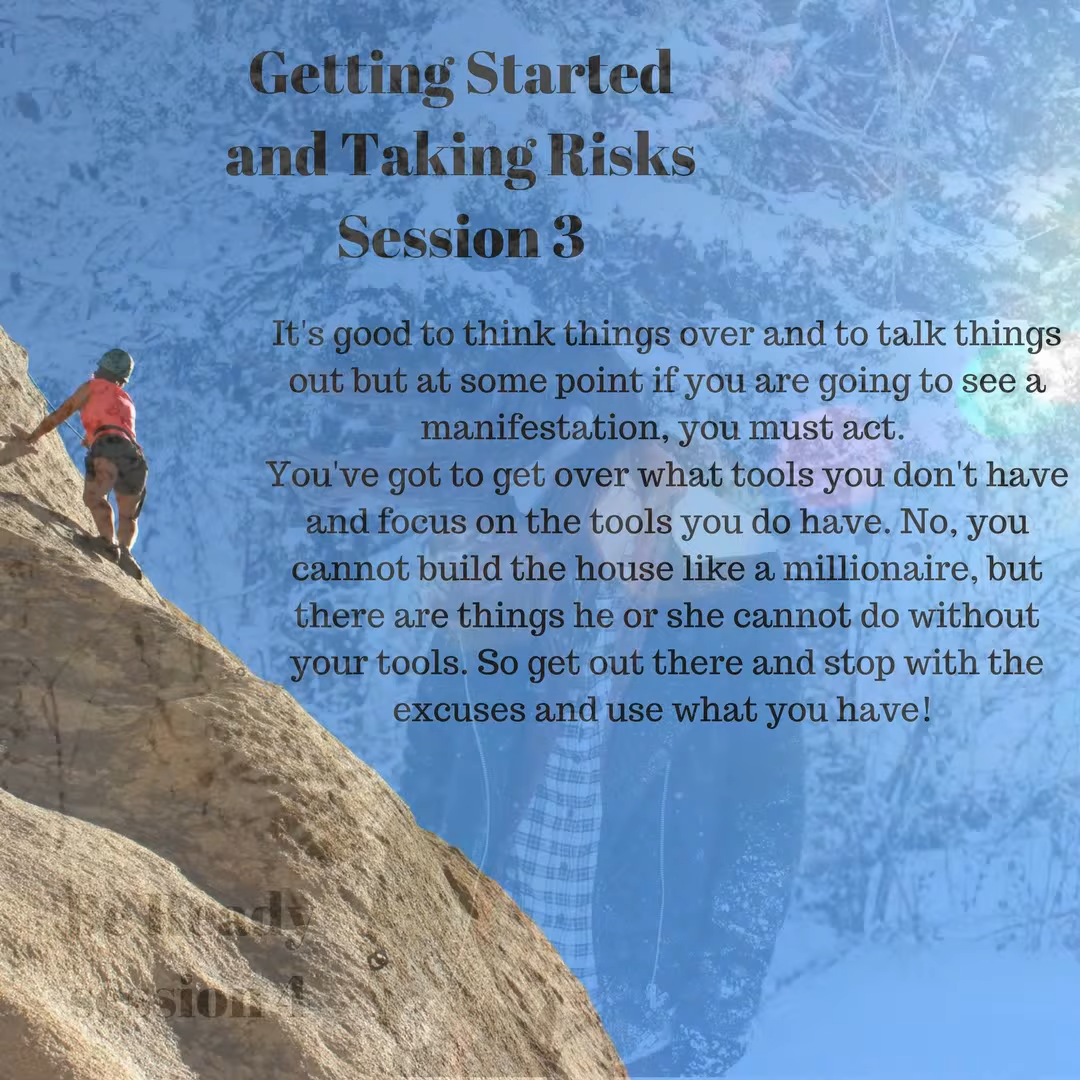 Getting Started
and Taking Risks
Session 3
It's good to think things over and to talk things
out but at some point if you are going to see a
manifestation, you must act.
You've got to get over what tools you don't have
and focus on the tools you do have. No, you
cannot build the house like a millionaire, but
there are things he or she cannot do without
your tools. So get out there and stop with the
excuses and use what you have!
be Ready
session 4